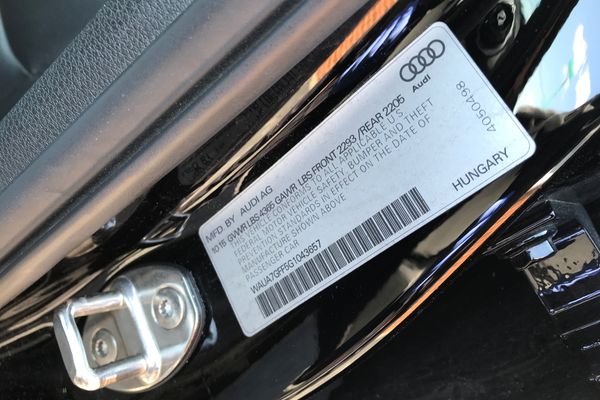 Audi
4050498
MFD BY AUDI AG
10 15 GVWR LBS 4365 GAWR LBS FRONT 2293 /REAR 2205
FEDERAL MOTOR VEHICLE SAFETY, BUMPER AND THEFT
THIS VEHICLE CONFORMS TO ALL APPLICABLE U S
PREVENTION STANDARDS IN EFFECT ON THE DATE OF
MANUFACTURE SHOWN ABOVE
PASSENGER CAR
HUNGARY
WAUA7GFF5G1043657